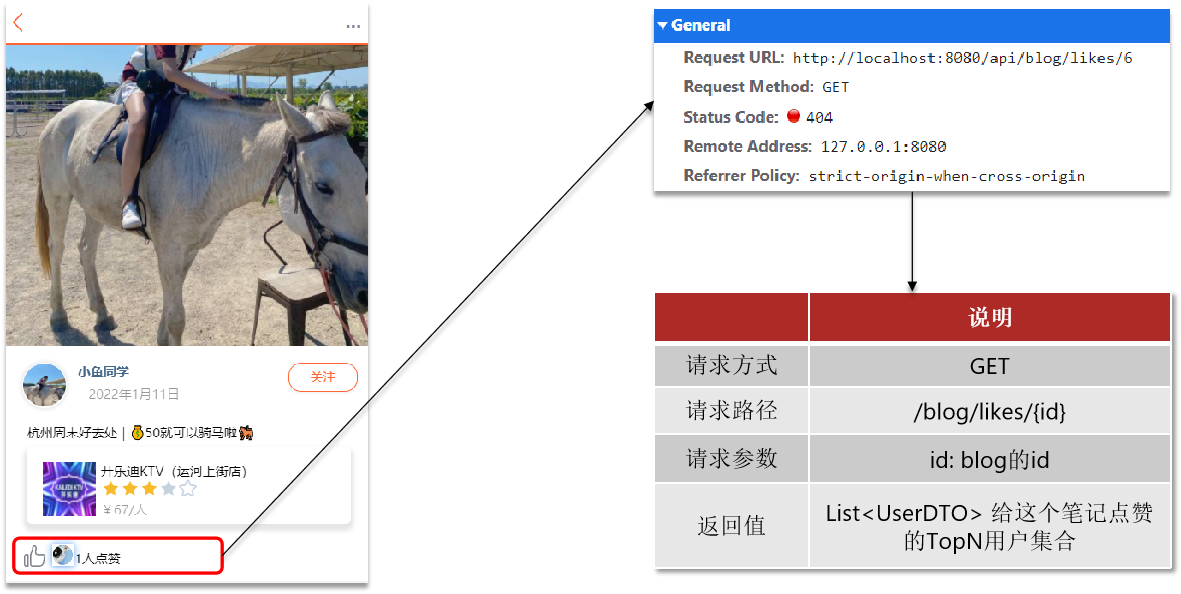 ...
小鱼同学
2022年1月11日
关注
杭州周末好去处 | 💰50就可以骑马啦🐎
KALEDI KTV
开乐迪KTV（运河上街店）
￥67/人
1人点赞
General
Request URL: http://localhost:8080/api/blog/likes/6
Request Method: GET
Status Code: 🔴 404
Remote Address: 127.0.0.1:8080
Referrer Policy: strict-origin-when-cross-origin
说明
请求方式 GET
请求路径 /blog/likes/{id}
请求参数 id: blog的id
返回值 List<UserDTO> 给这个笔记点赞
的TopN用户集合